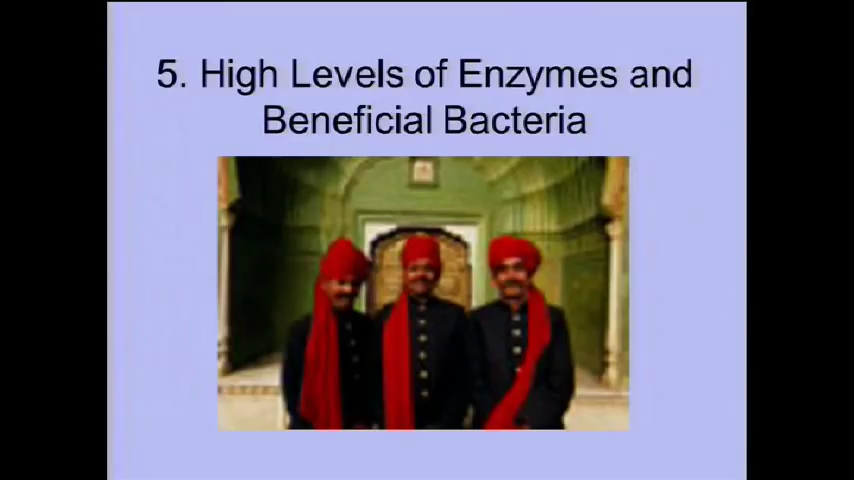 5. High Levels of Enzymes and
Beneficial Bacteria